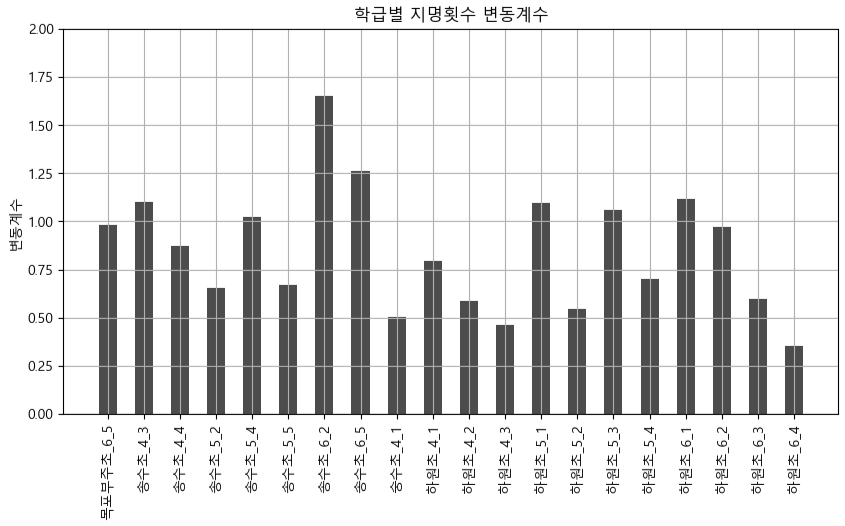 학급별 지명횟수 변동계수
2.00
1.75
1.50
1.25
1.00
0.75
0.50
0.25
0.00
변동계수
목포부주초_6_5
송수초_4_3
송수초_4_4
송수초_5_2
송수초_5_4
송수초_5_5
송수초_6_2
송수초_6_5
숭수초_4_1
하원초_4_1
하원초_4_2
하원초_4_3
하원초_5_1
하원초_5_2
하원초_5_3
하원초_5_4
하원초_6_1
하원초_6_2
하원초_6_3
하원초_6_4